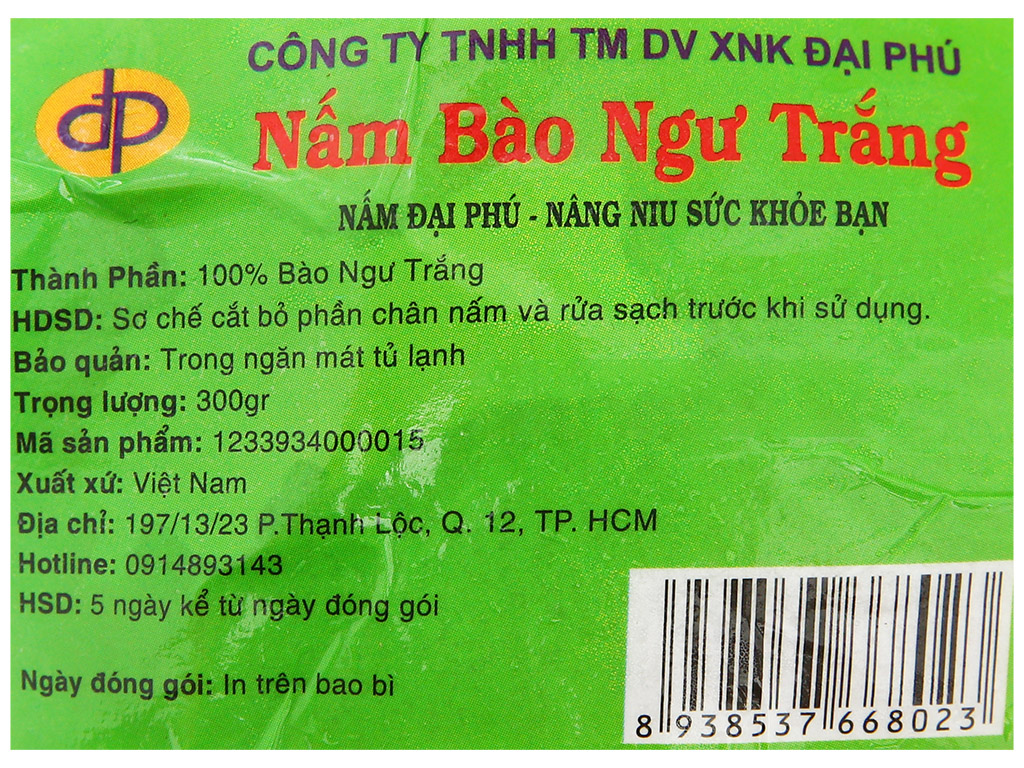 CÔNG TY TNHH TM DV XNK ĐẠI PHÚ
đp
Nấm Bào Ngư Trắng
NẤM ĐẠI PHÚ - NÂNG NIU SỨC KHỎE BẠN
Thành Phần: 100% Bào Ngư Trắng
HDSD: Sơ chế cắt bỏ phần chân nấm và rửa sạch trước khi sử dụng.
Bảo quản: Trong ngăn mát tủ lạnh
Trọng lượng: 300gr
Mã sản phẩm: 1233934000015
Xuất xứ: Việt Nam
Địa chỉ: 197/13/23 P.Thạnh Lộc, Q. 12, TP. HCM
Hotline: 0914893143
HSD: 5 ngày kể từ ngày đóng gói
Ngày đóng gói: In trên bao bì
8 938537 668023